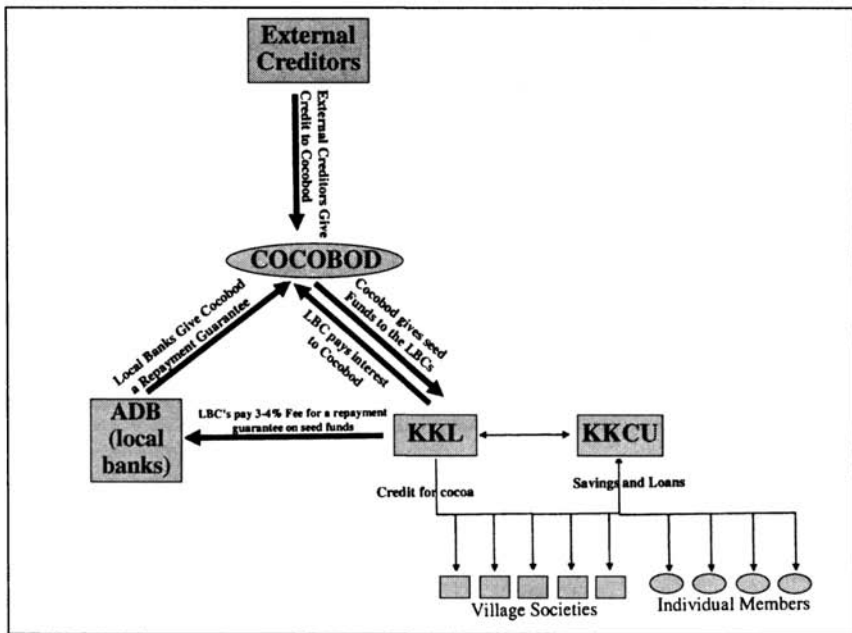 External
Creditors
External Creditors Give
Credit to Cocobod
COCOBOD
Local Banks Give Cocobod
a Repayment Guarantee
Cocobod gives seed
Funds to the LBCs
LBC pays interest
to Cocobod
ADB
(local
banks)
LBC's pay 3-4% Fee for a repayment
guarantee on seed funds
KKL
KKCU
Credit for cocoa
Savings and Loans
Village Societies
Individual Members